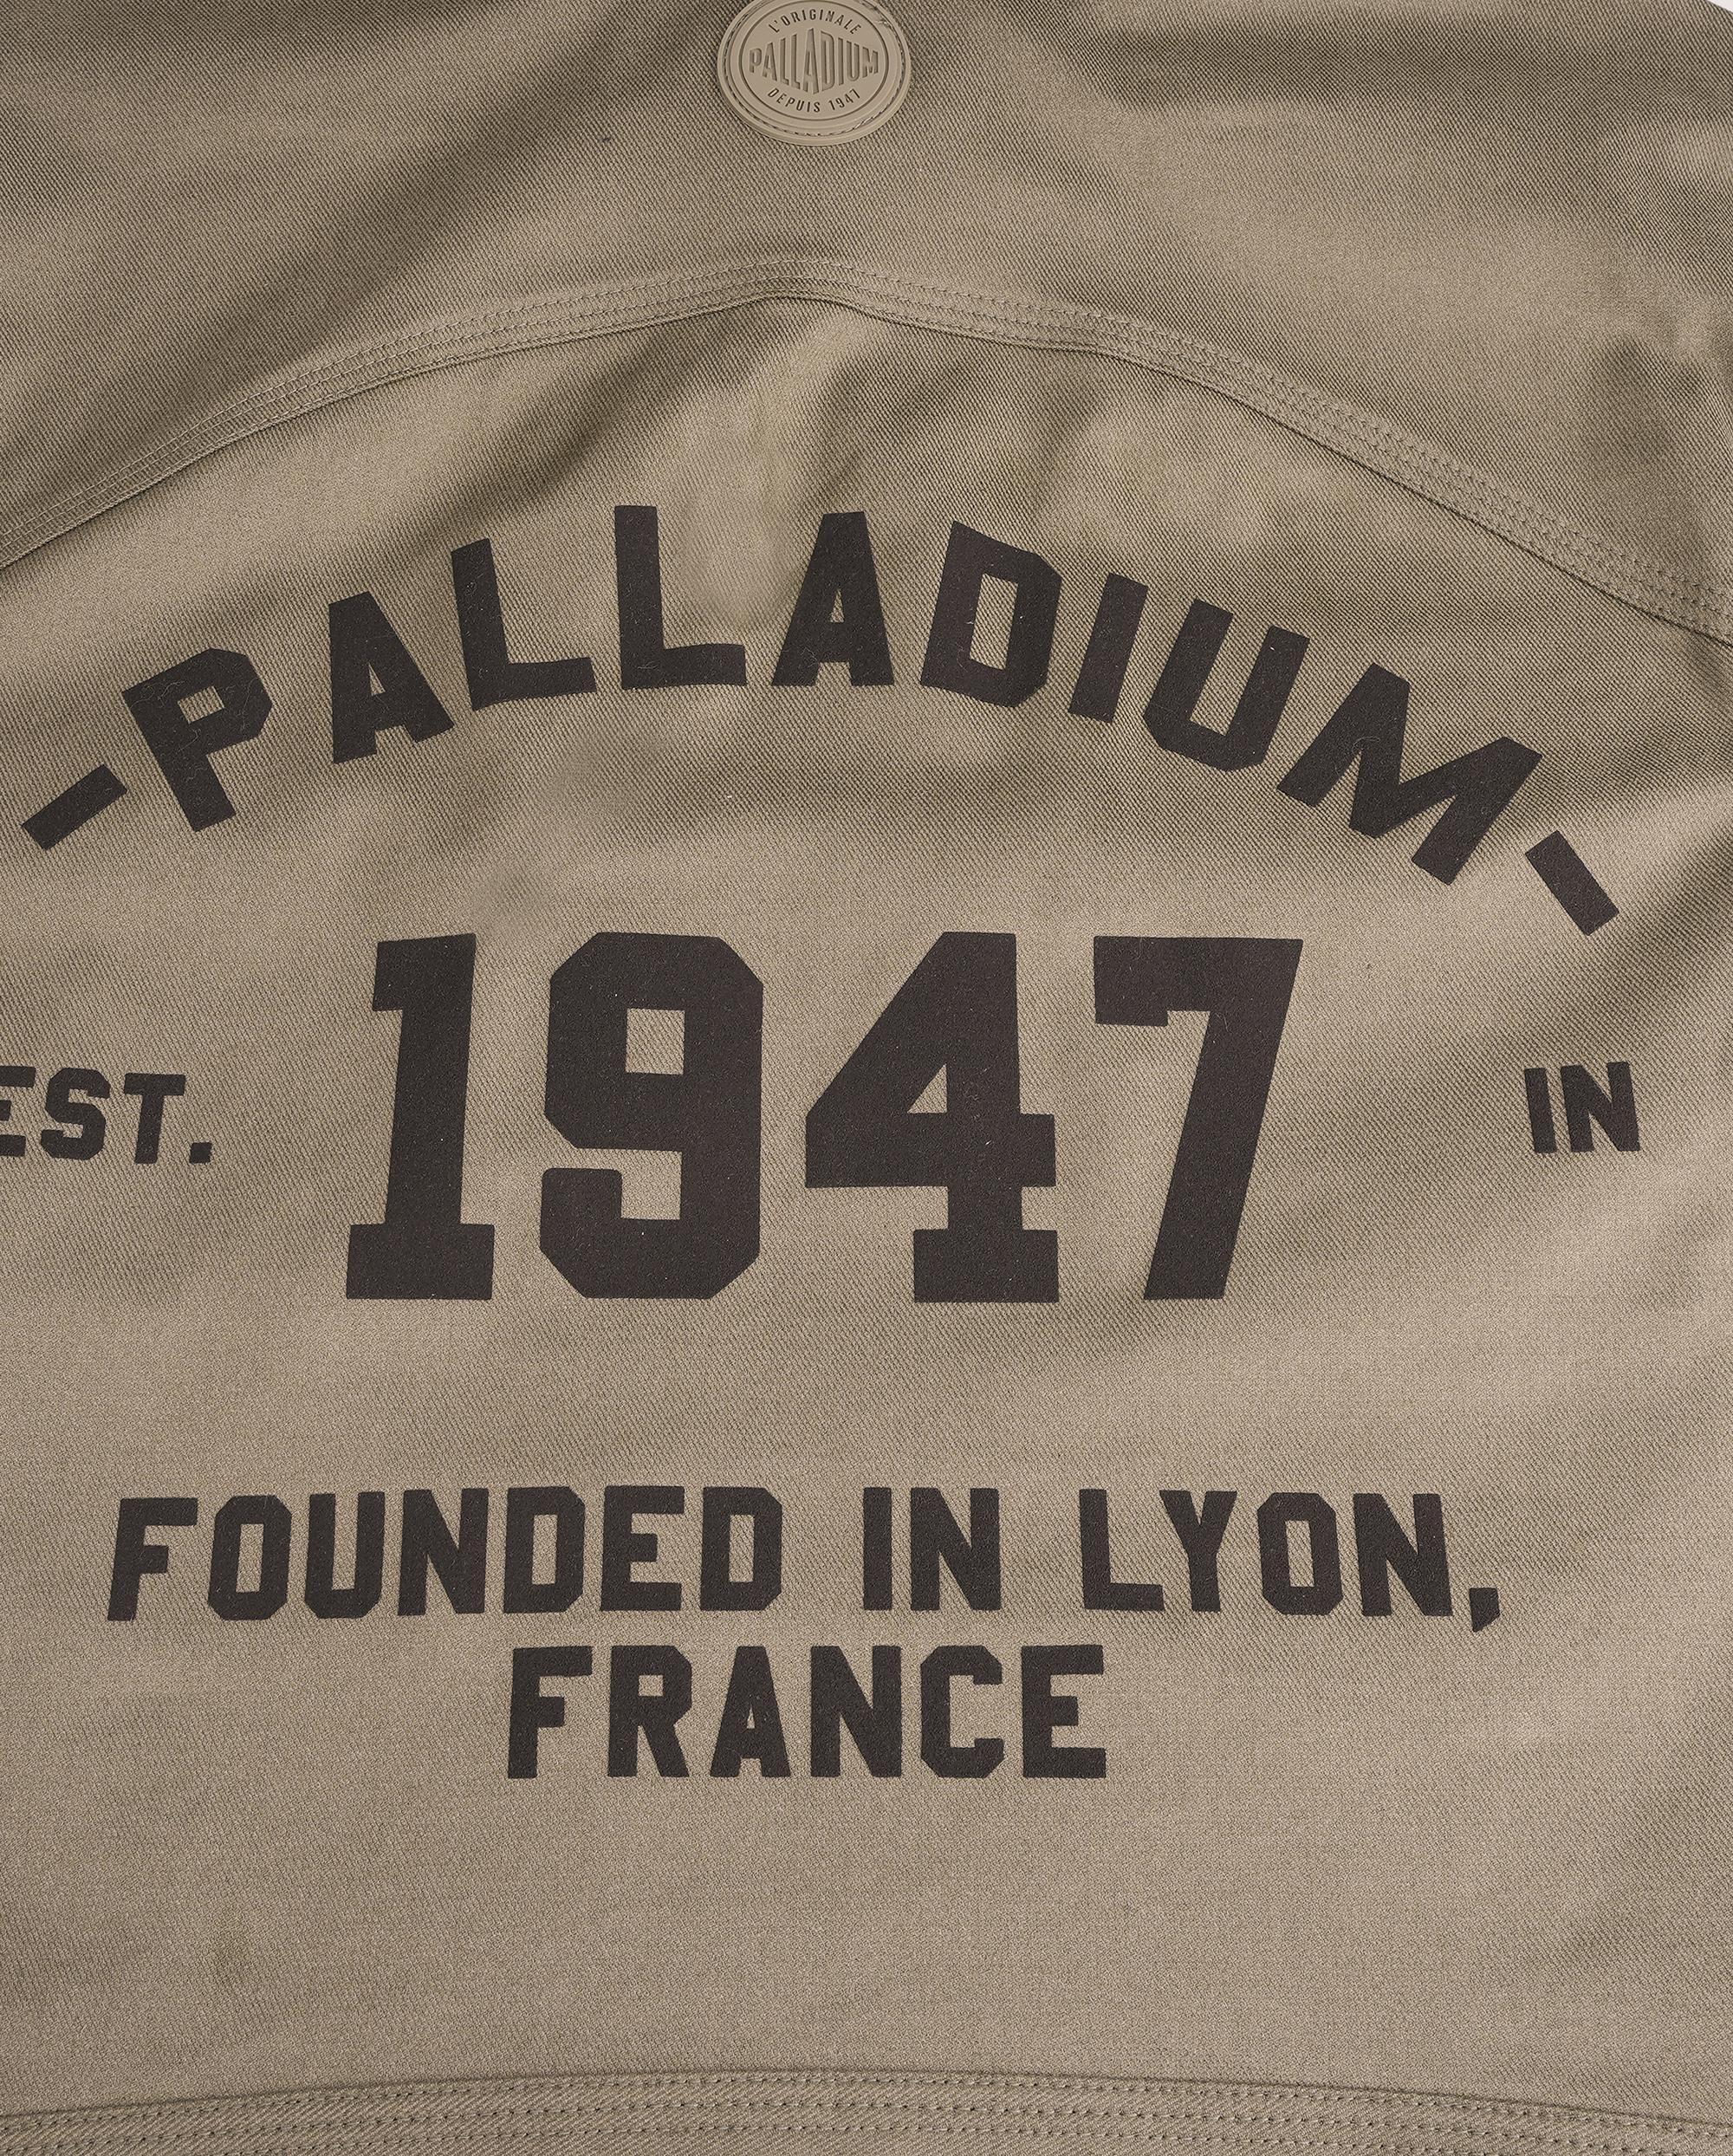 L'ORIGINALE
PALLADIUM
DEPUIS 1947
-PALLADIUM-
EST. 1947 IN
FOUNDED IN LYON,
FRANCE